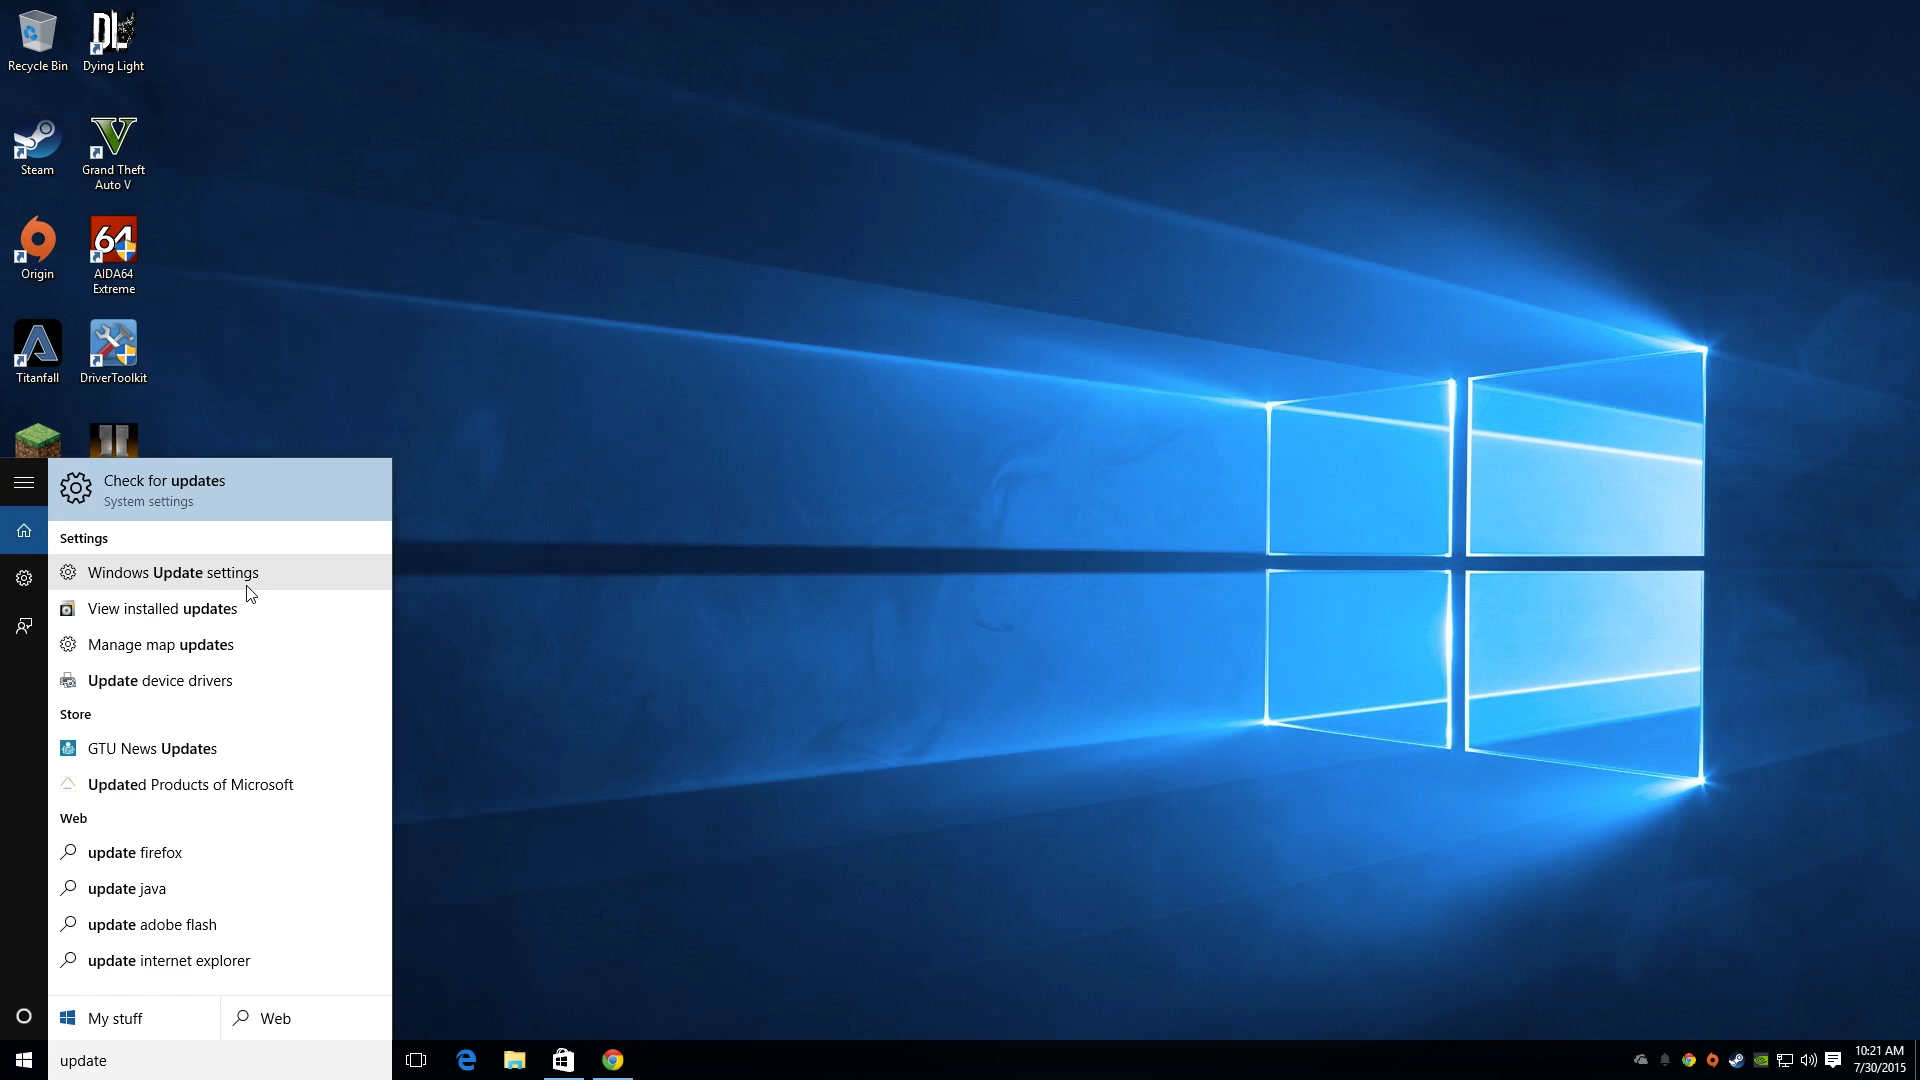 Recycle Bin
Dying Light
Steam
Grand Theft
Auto V
Origin
64
AIDA64
Extreme
Titanfall
DriverToolkit
Check for updates
System settings
Settings
Windows Update settings
View installed updates
Manage map updates
Update device drivers
Store
GTU News Updates
Updated Products of Microsoft
Web
update firefox
update java
update adobe flash
update internet explorer
My stuff
Web
update
10:21 AM
7/30/2015